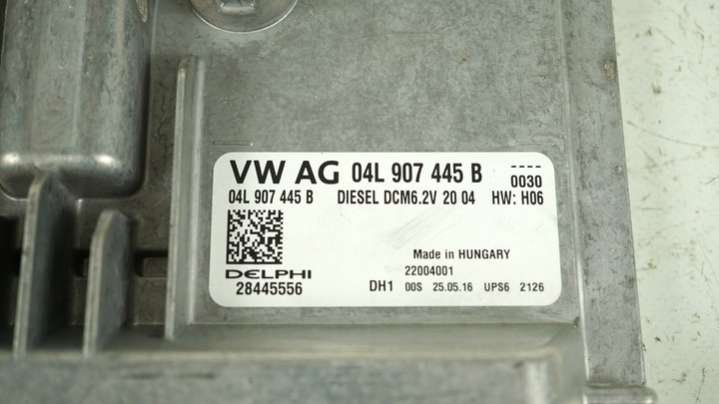 VW AG 04L 907 445 B ----
0030
04L 907 445 B DIESEL DCM6.2V 20 04 HW: H06
Made in HUNGARY
22004001
DELPHI
28445556 DH1 00S 25.05.16 UPS6 2126